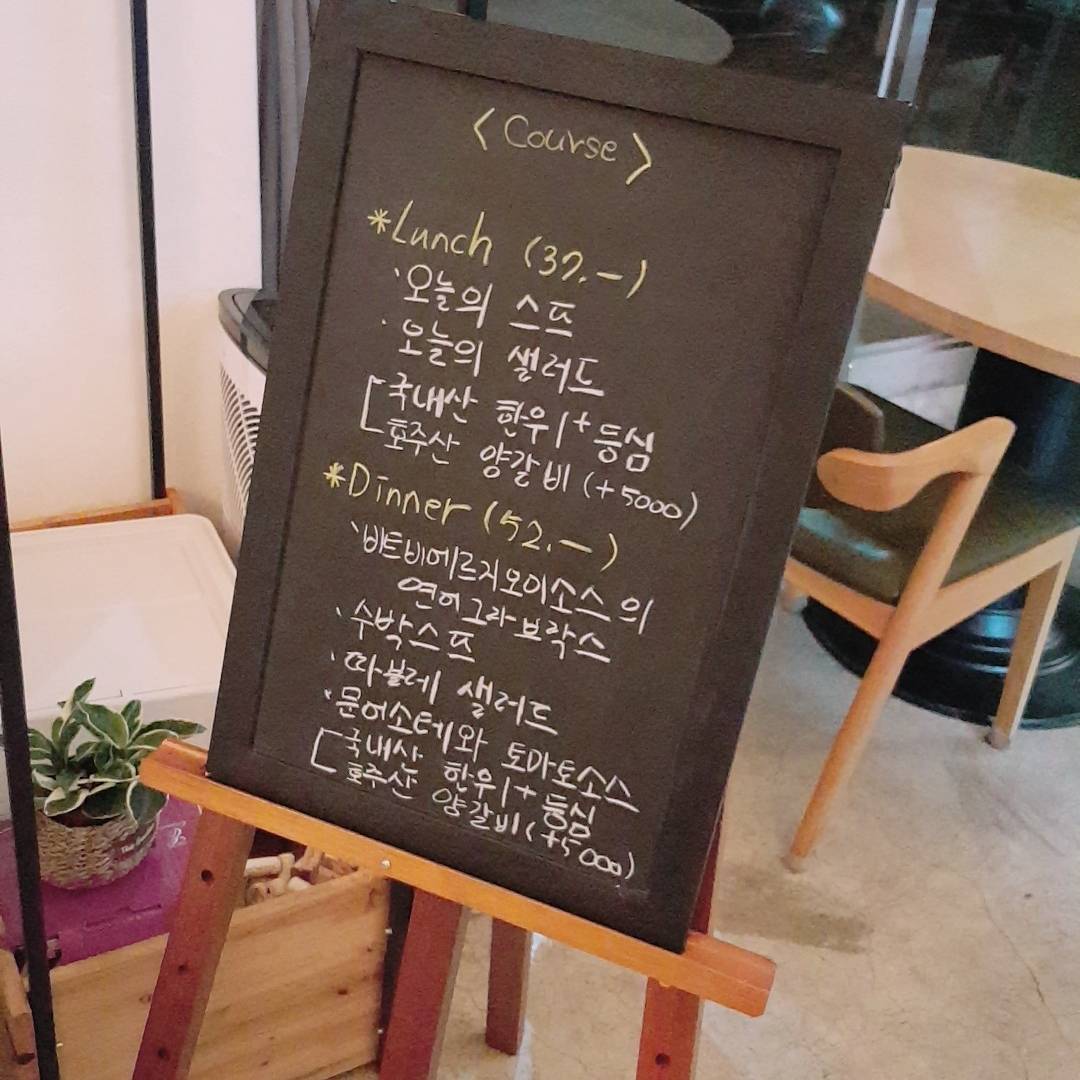 < Course >
*Lunch (37.-)
·오늘의 스프
·오늘의 샐러드
국내산 한우1+등심
호주산 양갈비 (+5000)
*Dinner (52.-)
·비트비에르지오이소스의
연어그라브락스
·수박스프
·따블레 샐러드
·문어소테와 토마토소스
국내산 한우1+ 등심
호주산 양갈비 (+5000)